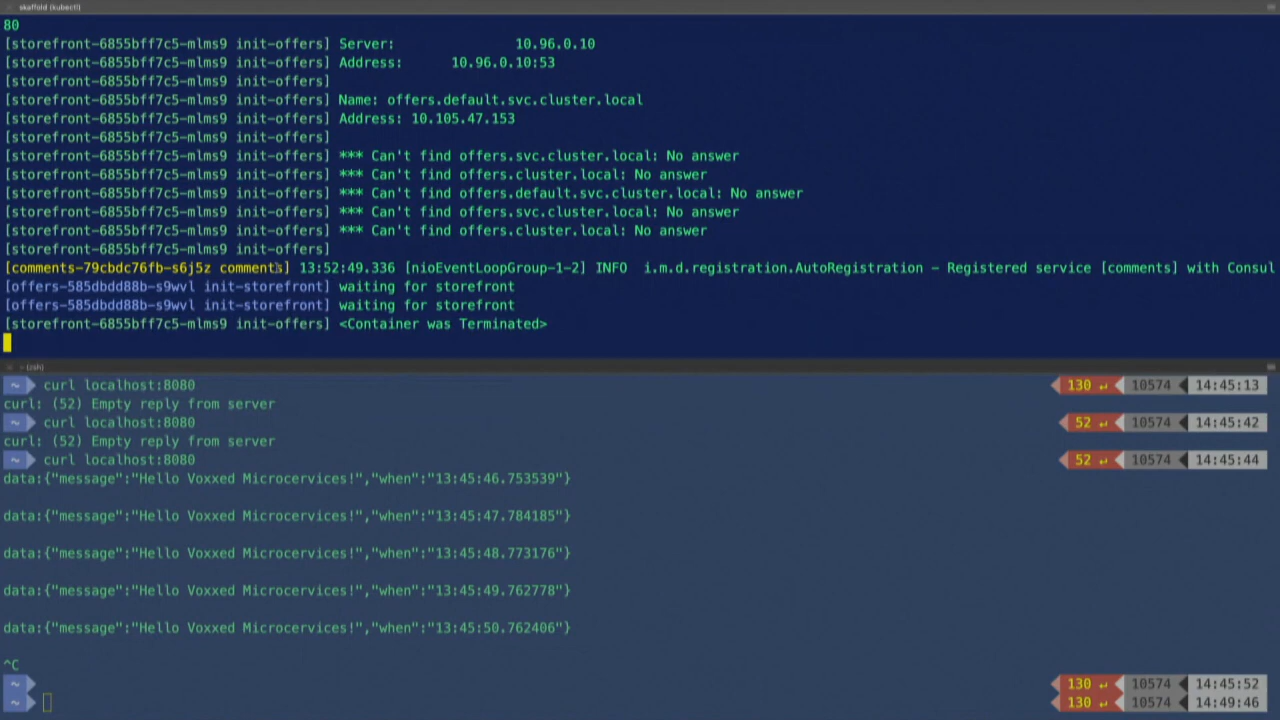 skaffold (kubectl)
80
[storefront-6855bff7c5-mlms9 init-offers] Server: 10.96.0.10
[storefront-6855bff7c5-mlms9 init-offers] Address: 10.96.0.10:53
[storefront-6855bff7c5-mlms9 init-offers]
[storefront-6855bff7c5-mlms9 init-offers] Name: offers.default.svc.cluster.local
[storefront-6855bff7c5-mlms9 init-offers] Address: 10.105.47.153
[storefront-6855bff7c5-mlms9 init-offers]
[storefront-6855bff7c5-mlms9 init-offers] *** Can't find offers.svc.cluster.local: No answer
[storefront-6855bff7c5-mlms9 init-offers] *** Can't find offers.cluster.local: No answer
[storefront-6855bff7c5-mlms9 init-offers] *** Can't find offers.default.svc.cluster.local: No answer
[storefront-6855bff7c5-mlms9 init-offers] *** Can't find offers.svc.cluster.local: No answer
[storefront-6855bff7c5-mlms9 init-offers] *** Can't find offers.cluster.local: No answer
[storefront-6855bff7c5-mlms9 init-offers]
[comments-79cbdc76fb-s6j5z comments] 13:52:49.336 [nioEventLoopGroup-1-2] INFO i.m.d.registration.AutoRegistration - Registered service [comments] with Consul
[offers-585dbdd88b-s9wvl init-storefront] waiting for storefront
[offers-585dbdd88b-s9wvl init-storefront] waiting for storefront
[storefront-6855bff7c5-mlms9 init-offers] <Container was Terminated>
~ (zsh)
~ curl localhost:8080 130 ↵ 10574 14:45:13
curl: (52) Empty reply from server
~ curl localhost:8080 52 ↵ 10574 14:45:42
curl: (52) Empty reply from server
~ curl localhost:8080 52 ↵ 10574 14:45:44
data:{"message":"Hello Voxxed Microcervices!","when":"13:45:46.753539"}
data:{"message":"Hello Voxxed Microcervices!","when":"13:45:47.784185"}
data:{"message":"Hello Voxxed Microcervices!","when":"13:45:48.773176"}
data:{"message":"Hello Voxxed Microcervices!","when":"13:45:49.762778"}
data:{"message":"Hello Voxxed Microcervices!","when":"13:45:50.762406"}
^C
~ 130 ↵ 10574 14:45:52
~ 130 ↵ 10574 14:49:46